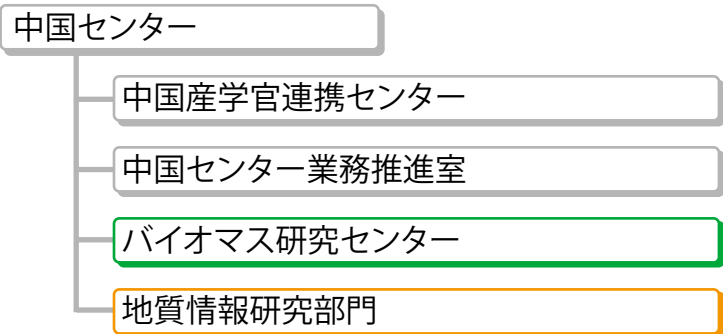 中国センター
中国産学官連携センター
中国センター業務推進室
バイオマス研究センター
地質情報研究部門